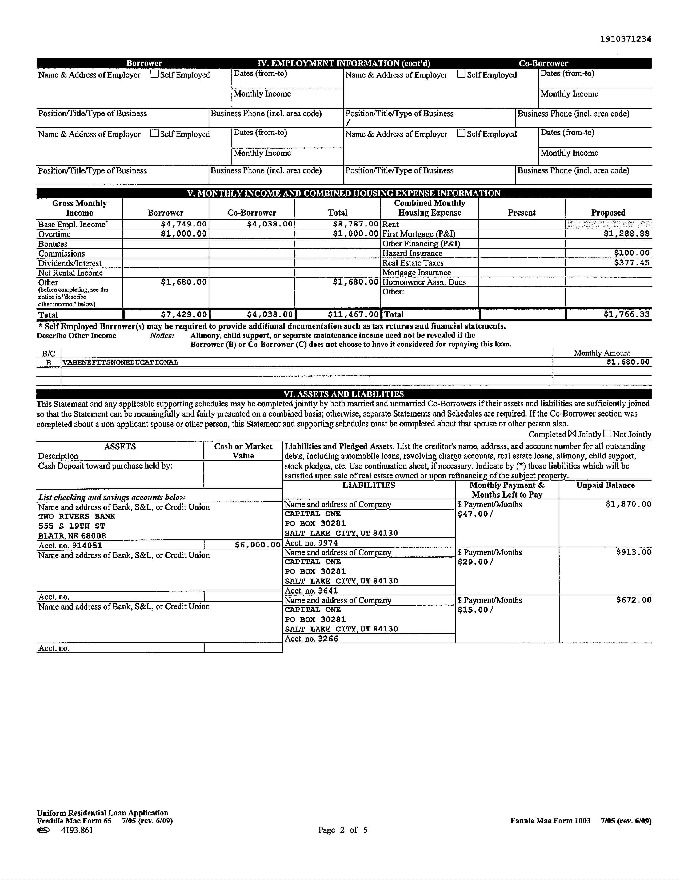 1910371234
Borrower IV. EMPLOYMENT INFORMATION (cont'd) Co-Borrower
Name & Address of Employer Self Employed Dates (from-to) Name & Address of Employer Self Employed Dates (from-to)
Monthly Income Monthly Income
Position/Title/Type of Business Business Phone (incl. area code) Position/Title/Type of Business Business Phone (incl. area code)
/
Name & Address of Employer Self Employed Dates (from-to) Name & Address of Employer Self Employed Dates (from-to)
Monthly Income Monthly Income
Position/Title/Type of Business Business Phone (incl. area code) Position/Title/Type of Business Business Phone (incl. area code)
V. MONTHLY INCOME AND COMBINED HOUSING EXPENSE INFORMATION
Gross Monthly Income Borrower Co-Borrower Total Combined Monthly Housing Expense Present Proposed
Base Empl. Income* $4,749.00 $4,038.00 $8,787.00 Rent
Overtime $1,000.00 $1,000.00 First Mortgage (P&I) $1,288.88
Bonuses Other Financing (P&I)
Commissions Hazard Insurance $100.00
Dividends/Interest Real Estate Taxes $377.45
Net Rental Income Mortgage Insurance
Other $1,680.00 $1,680.00 Homeowner Assn. Dues
(before completing, see the notice in "describe other income" below) Other:
Total $7,429.00 $4,038.00 $11,467.00 Total $1,766.33
* Self Employed Borrower(s) may be required to provide additional documentation such as tax returns and financial statements.
Describe Other Income Notice: Alimony, child support, or separate maintenance income need not be revealed if the
Borrower (B) or Co-Borrower (C) does not choose to have it considered for repaying this loan.
B/C Monthly Amount
B VABENEFITSNONEDUCATIONAL $1,680.00
VI. ASSETS AND LIABILITIES
This Statement and any applicable supporting schedules may be completed jointly by both married and unmarried Co-Borrowers if their assets and liabilities are sufficiently joined
so that the Statement can be meaningfully and fairly presented on a combined basis; otherwise, separate Statements and Schedules are required. If the Co-Borrower section was
completed about a non-applicant spouse or other person, this Statement and supporting schedules must be completed about that spouse or other person also.
Completed Jointly Not Jointly
ASSETS Cash or Market Value
Description
Cash Deposit toward purchase held by:
Liabilities and Pledged Assets. List the creditor's name, address, and account number for all outstanding
debts, including automobile loans, revolving charge accounts, real estate loans, alimony, child support,
stock pledges, etc. Use continuation sheet, if necessary. Indicate by (*) those liabilities which will be
satisfied upon sale of real estate owned or upon refinancing of the subject property.
LIABILITIES Monthly Payment & Months Left to Pay Unpaid Balance
List checking and savings accounts below
Name and address of Bank, S&L, or Credit Union
TWO RIVERS BANK
555 S 19TH ST
BLAIR, NE 68008
Acct. no. 914051 $6,000.00
Name and address of Company $ Payment/Months $1,870.00
CAPITAL ONE $47.00/
PO BOX 30281
SALT LAKE CITY, UT 84130
Acct. no. 9974
Name and address of Bank, S&L, or Credit Union
Acct. no.
Name and address of Company $ Payment/Months $913.00
CAPITAL ONE $29.00/
PO BOX 30281
SALT LAKE CITY, UT 84130
Acct. no. 3641
Name and address of Bank, S&L, or Credit Union
Acct. no.
Name and address of Company $ Payment/Months $672.00
CAPITAL ONE $15.00/
PO BOX 30281
SALT LAKE CITY, UT 84130
Acct. no. 3266
Uniform Residential Loan Application
Freddie Mac Form 65 7/05 (rev. 6/09) Fannie Mae Form 1003 7/05 (rev. 6/09)
4193.861 Page 2 of 5